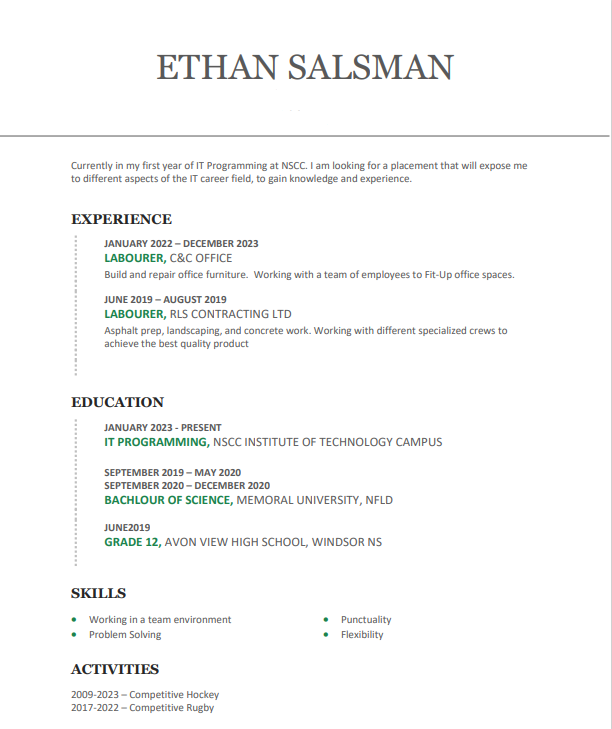 ETHAN SALSMAN
Currently in my first year of IT Programming at NSCC. I am looking for a placement that will expose me
to different aspects of the IT career field, to gain knowledge and experience.
EXPERIENCE
JANUARY 2022 – DECEMBER 2023
LABOURER, C&C OFFICE
Build and repair office furniture.  Working with a team of employees to Fit-Up office spaces.
JUNE 2019 – AUGUST 2019
LABOURER, RLS CONTRACTING LTD
Asphalt prep, landscaping, and concrete work. Working with different specialized crews to
achieve the best quality product
EDUCATION
JANUARY 2023 - PRESENT
IT PROGRAMMING, NSCC INSTITUTE OF TECHNOLOGY CAMPUS
SEPTEMBER 2019 – MAY 2020
SEPTEMBER 2020 – DECEMBER 2020
BACHLOUR OF SCIENCE, MEMORAL UNIVERSITY, NFLD
JUNE2019
GRADE 12, AVON VIEW HIGH SCHOOL, WINDSOR NS
SKILLS
• Working in a team environment
• Problem Solving
• Punctuality
• Flexibility
ACTIVITIES
2009-2023 – Competitive Hockey
2017-2022 – Competitive Rugby